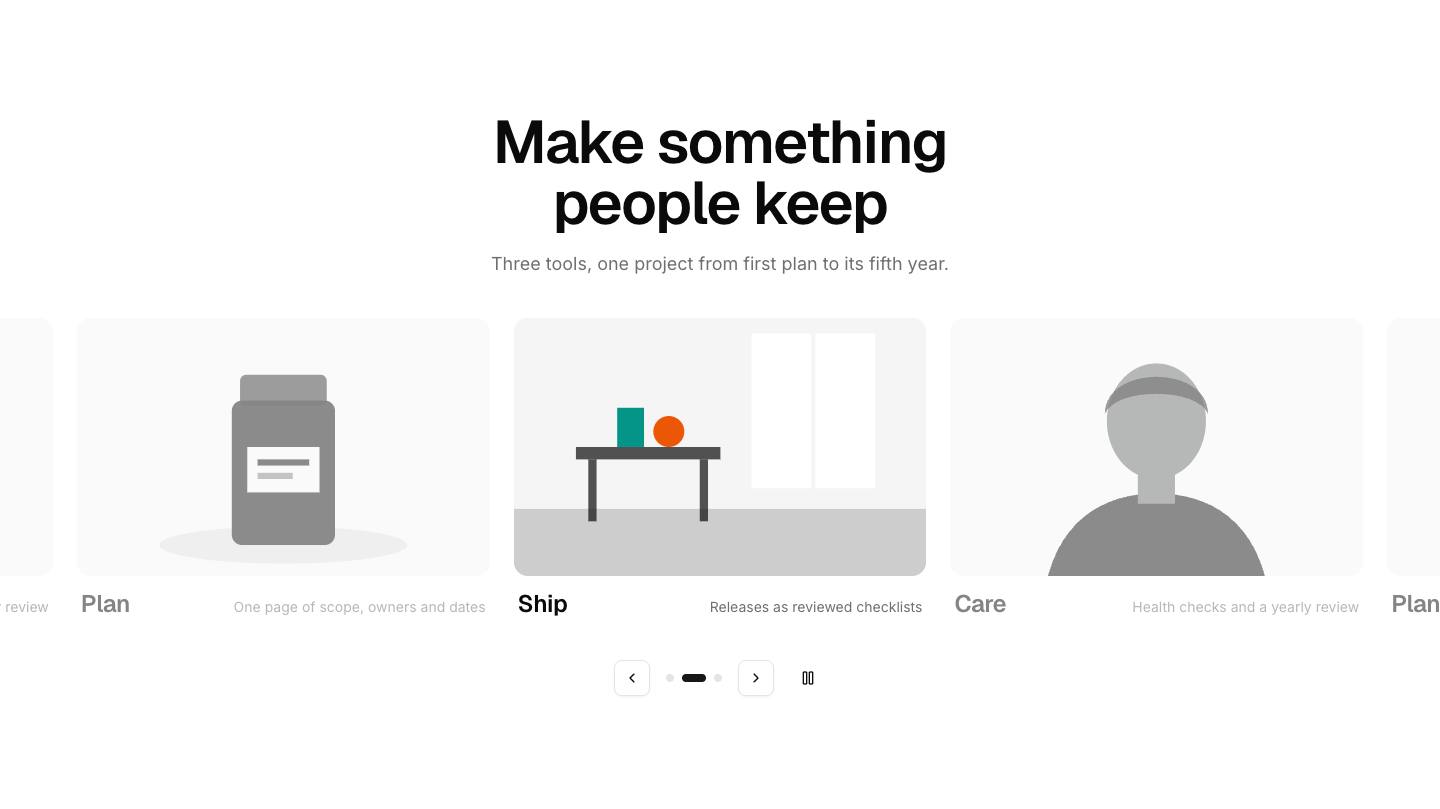 Make something
people keep
Three tools, one project from first plan to its fifth year.
review
Plan
One page of scope, owners and dates
Ship
Releases as reviewed checklists
Care
Health checks and a yearly review
Plan